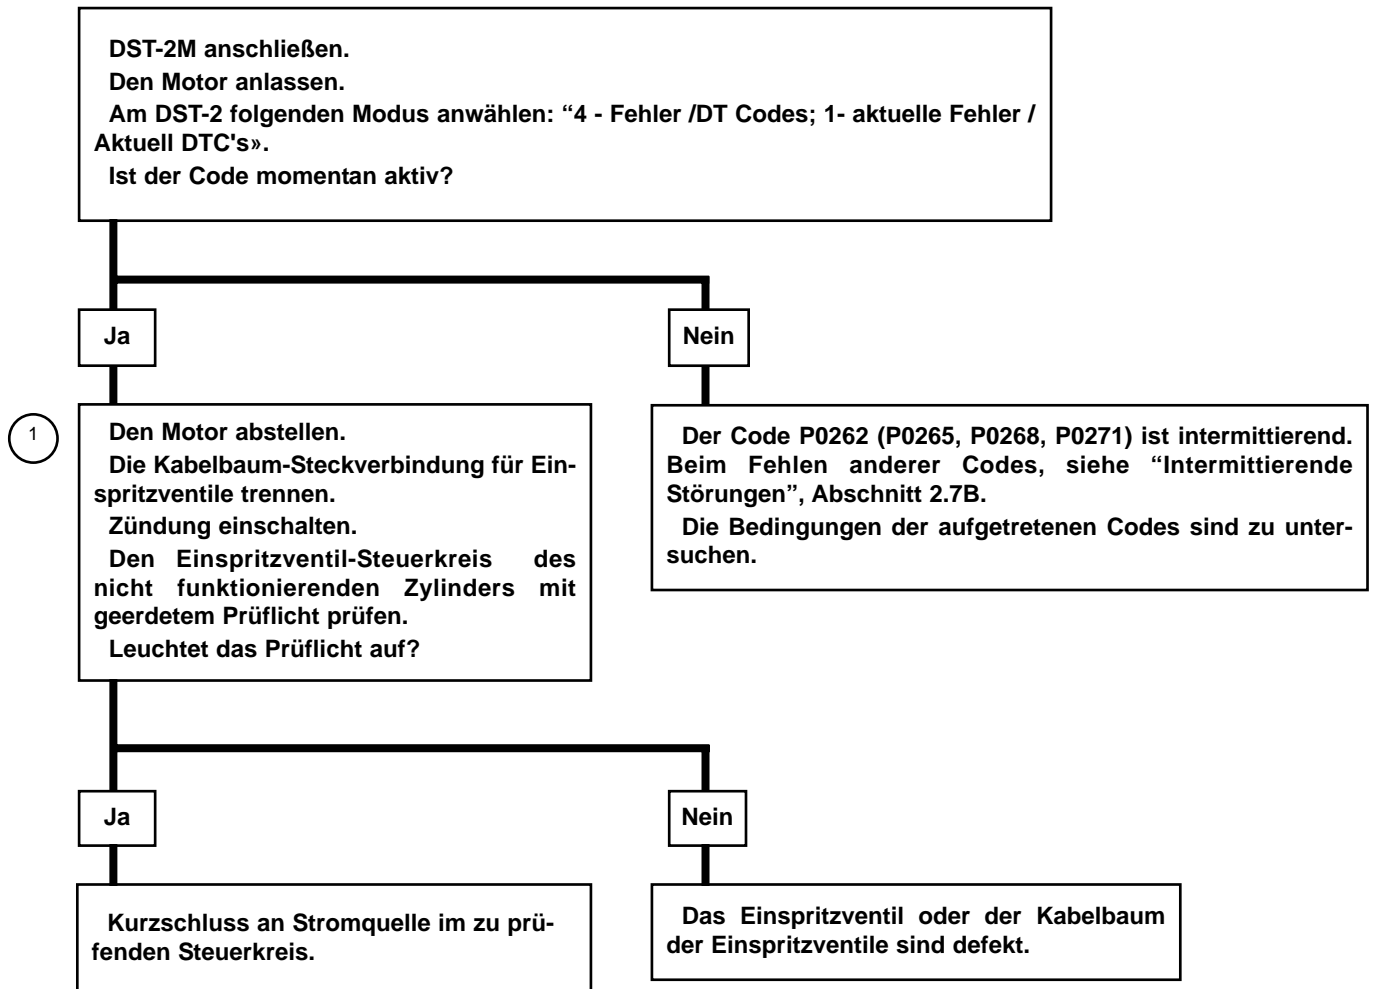 DST-2M anschließen.
Den Motor anlassen.
Am DST-2 folgenden Modus anwählen: “4 - Fehler /DT Codes; 1- aktuelle Fehler /
Aktuell DTC's».
Ist der Code momentan aktiv?
Ja
Nein
1
Den Motor abstellen.
Die Kabelbaum-Steckverbindung für Ein-
spritzventile trennen.
Zündung einschalten.
Den Einspritzventil-Steuerkreis des
nicht funktionierenden Zylinders mit
geerdetem Prüflicht prüfen.
Leuchtet das Prüflicht auf?
Der Code P0262 (P0265, P0268, P0271) ist intermittierend.
Beim Fehlen anderer Codes, siehe “Intermittierende
Störungen”, Abschnitt 2.7B.
Die Bedingungen der aufgetretenen Codes sind zu unter-
suchen.
Ja
Nein
Kurzschluss an Stromquelle im zu prü-
fenden Steuerkreis.
Das Einspritzventil oder der Kabelbaum
der Einspritzventile sind defekt.